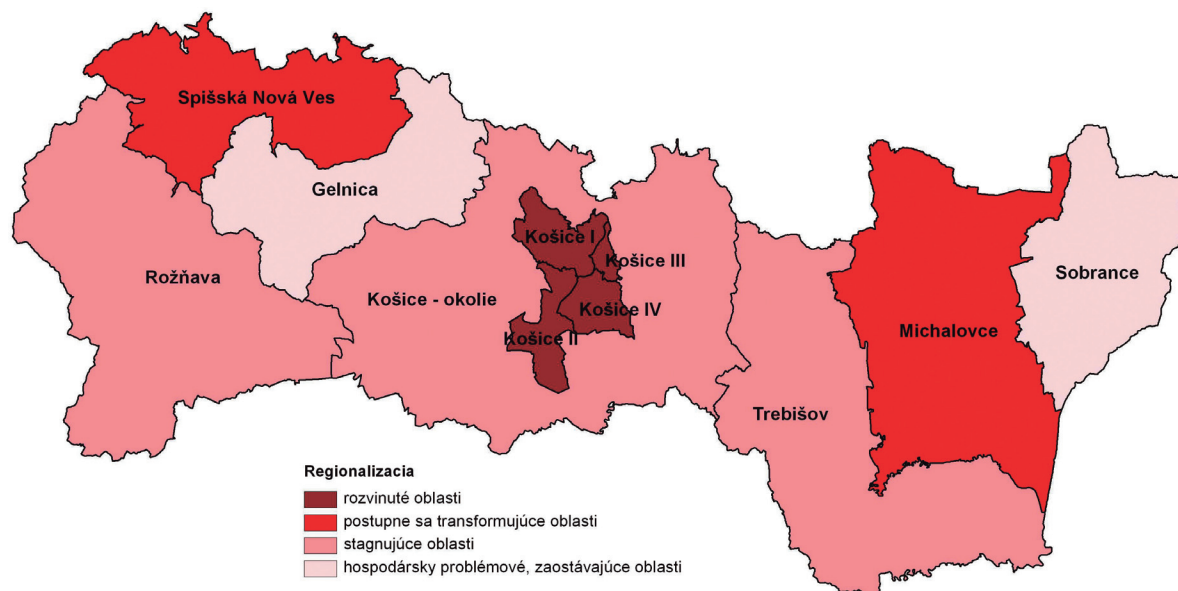 Spišská Nová Ves
Gelnica
Rožňava
Košice - okolie
Košice I
Košice III
Košice IV
Košice II
Trebišov
Michalovce
Sobrance
Regionalizacia
rozvinuté oblasti
postupne sa transformujúce oblasti
stagnujúce oblasti
hospodársky problémové, zaostávajúce oblasti